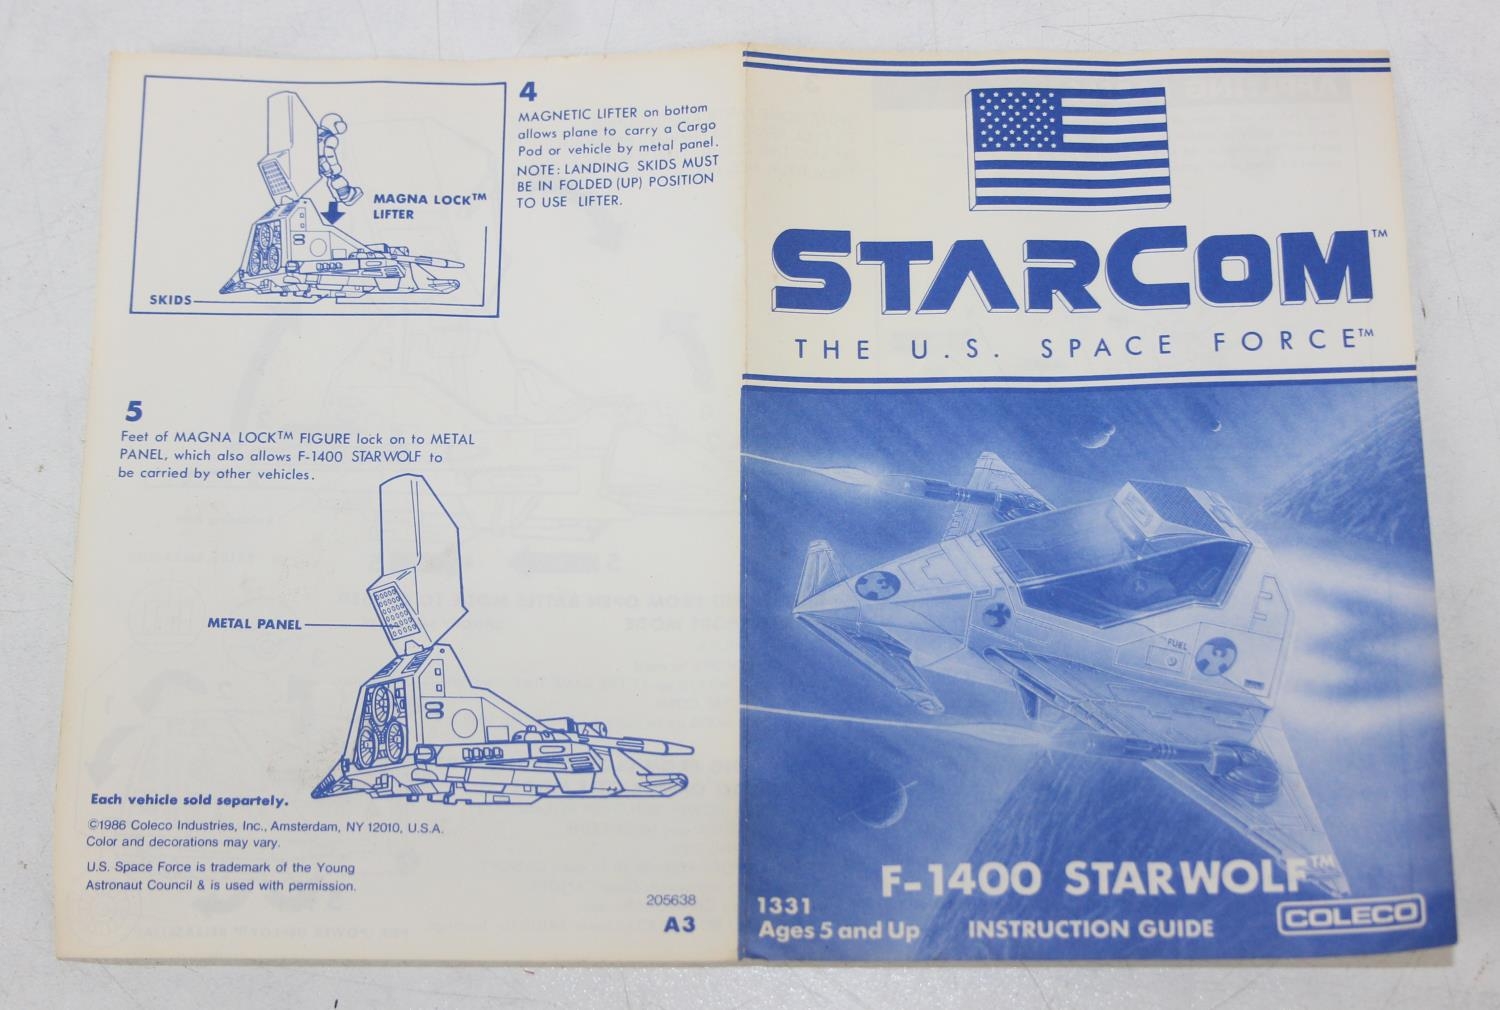 MAGNA LOCK™
LIFTER
SKIDS
4
MAGNETIC LIFTER on bottom
allows plane to carry a Cargo
Pod or vehicle by metal panel.
NOTE: LANDING SKIDS MUST
BE IN FOLDED (UP) POSITION
TO USE LIFTER.
5
Feet of MAGNA LOCK™ FIGURE lock on to METAL
PANEL, which also allows F-1400 STARWOLF to
be carried by other vehicles.
METAL PANEL
Each vehicle sold separtely.
©1986 Coleco Industries, Inc., Amsterdam, NY 12010, U.S.A.
Color and decorations may vary.
U.S. Space Force is trademark of the Young
Astronaut Council & is used with permission.
205638
A3
STARCOM™
THE U.S. SPACE FORCE™
FUEL
F-1400 STARWOLF™
1331
Ages 5 and Up
INSTRUCTION GUIDE
COLECO